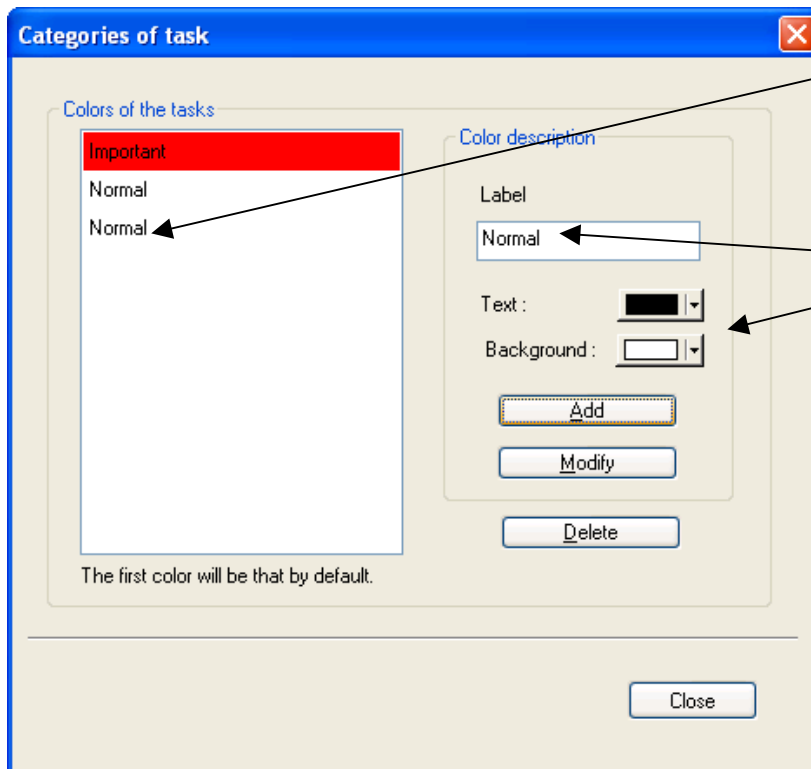 Categories of task
Colors of the tasks
Important
Normal
Normal
The first color will be that by default.
Color description
Label
Normal
Text :
Background :
Add
Modify
Delete
Close